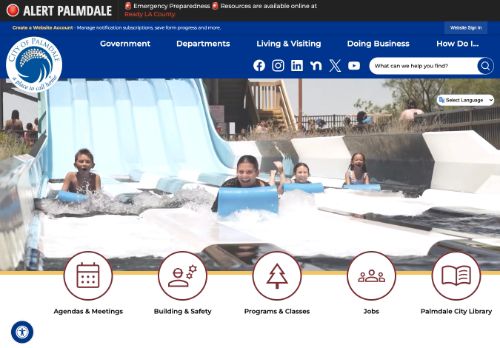 ALERT PALMDALE
🚨 Emergency Preparedness 🚨 Resources are available online at
Ready LA County.
Create a Website Account - Manage notification subscriptions, save form progress and more.
Website Sign In
CITY OF PALMDALE
a place to call home
Government
Departments
Living & Visiting
Doing Business
How Do I...
What can we help you find?
Select Language
Agendas & Meetings
Building & Safety
Programs & Classes
Jobs
Palmdale City Library